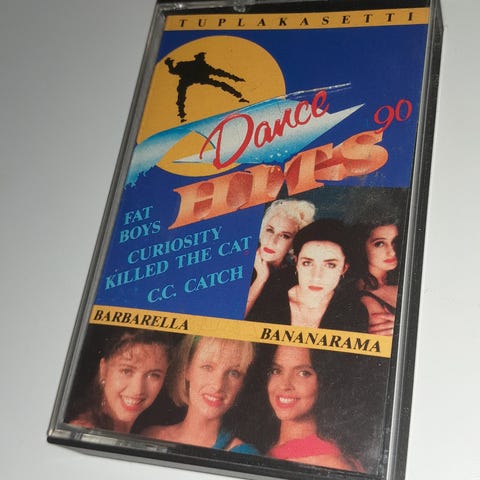 TUPLAKASETTI
Dance
90
HITS
FAT
BOYS
CURIOSITY
KILLED THE CAT
C.C. CATCH
BARBARELLA
BANANARAMA